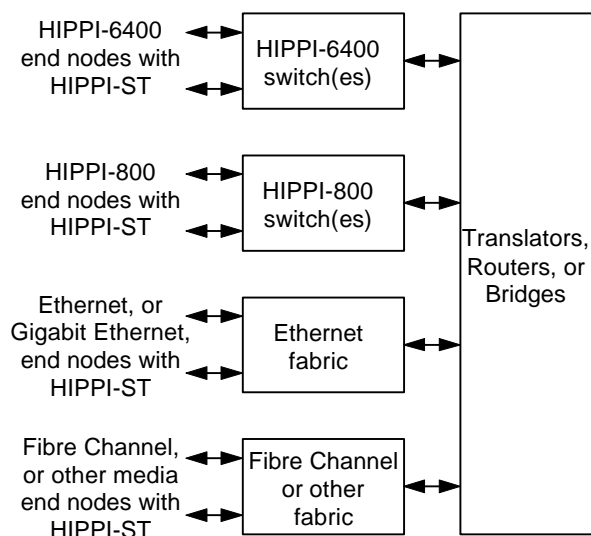 HIPPI-6400
end nodes with
HIPPI-ST
HIPPI-6400
switch(es)
HIPPI-800
end nodes with
HIPPI-ST
HIPPI-800
switch(es)
Translators,
Routers, or
Bridges
Ethernet, or
Gigabit Ethernet,
end nodes with
HIPPI-ST
Ethernet
fabric
Fibre Channel,
or other media
end nodes with
HIPPI-ST
Fibre Channel
or other
fabric